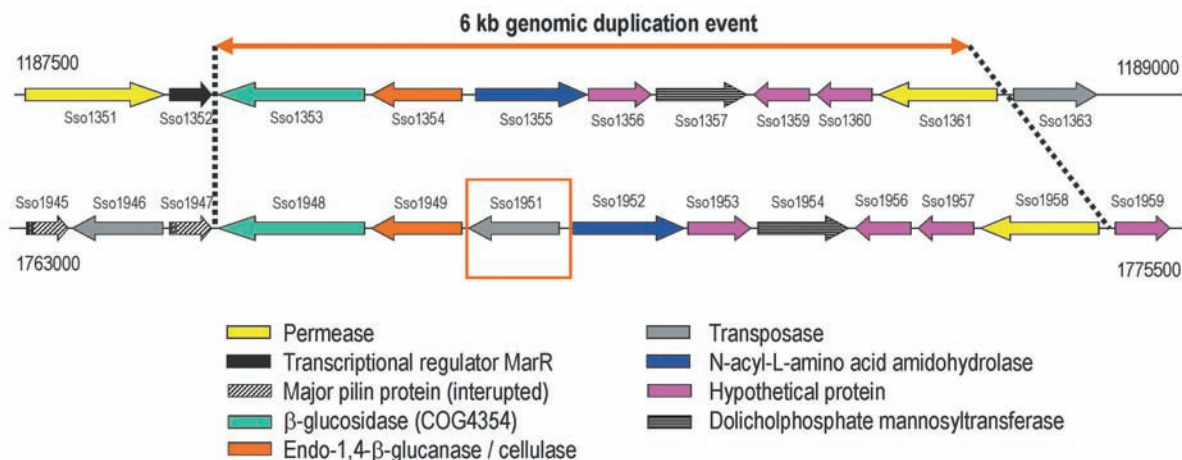 6 kb genomic duplication event
1187500
1189000
Sso1351 Sso1352 Sso1353 Sso1354 Sso1355 Sso1356 Sso1357 Sso1359 Sso1360 Sso1361 Sso1363
Sso1945 Sso1946 Sso1947 Sso1948 Sso1949 Sso1951 Sso1952 Sso1953 Sso1954 Sso1956 Sso1957 Sso1958 Sso1959
1763000
1775500
Permease
Transcriptional regulator MarR
Major pilin protein (interupted)
β-glucosidase (COG4354)
Endo-1,4-β-glucanase / cellulase
Transposase
N-acyl-L-amino acid amidohydrolase
Hypothetical protein
Dolicholphosphate mannosyltransferase